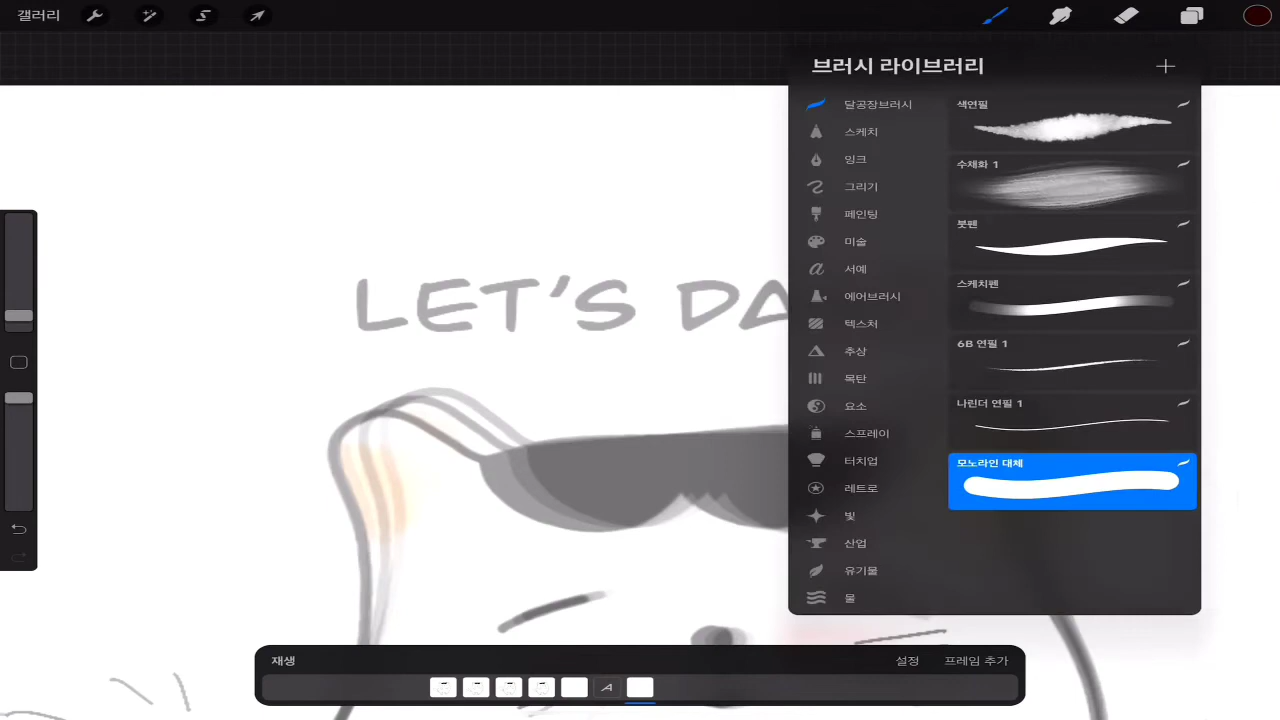 갤러리
브러시 라이브러리
달공장브러시
스케치
잉크
그리기
페인팅
미술
서예
에어브러시
텍스처
추상
목탄
요소
스프레이
터치업
레트로
빛
산업
유기물
물
색연필
수채화 1
붓펜
스케치펜
6B 연필 1
나린더 연필 1
모노라인 대체
LET'S DA
재생
설정
프레임 추가
A